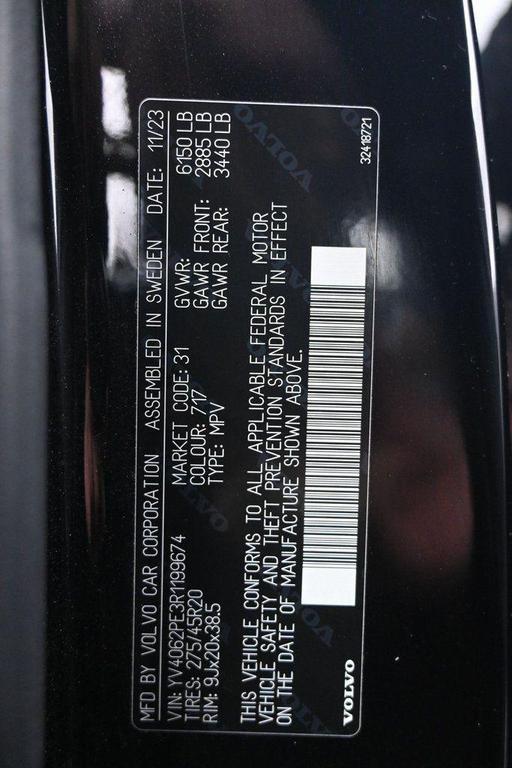 MFD BY VOLVO CAR CORPORATION ASSEMBLED IN SWEDEN DATE: 11/23
VIN: YV4062PE3R1199674 MARKET CODE: 31 GVWR: 6150 LB
TIRES: 275/45R20 COLOUR: 717 GAWR FRONT: 2885 LB
RIM: 9Jx20x38.5 TYPE: MPV GAWR REAR: 3440 LB
THIS VEHICLE CONFORMS TO ALL APPLICABLE FEDERAL MOTOR
VEHICLE SAFETY AND THEFT PREVENTION STANDARDS IN EFFECT
ON THE DATE OF MANUFACTURE SHOWN ABOVE.
VOLVO 32418721